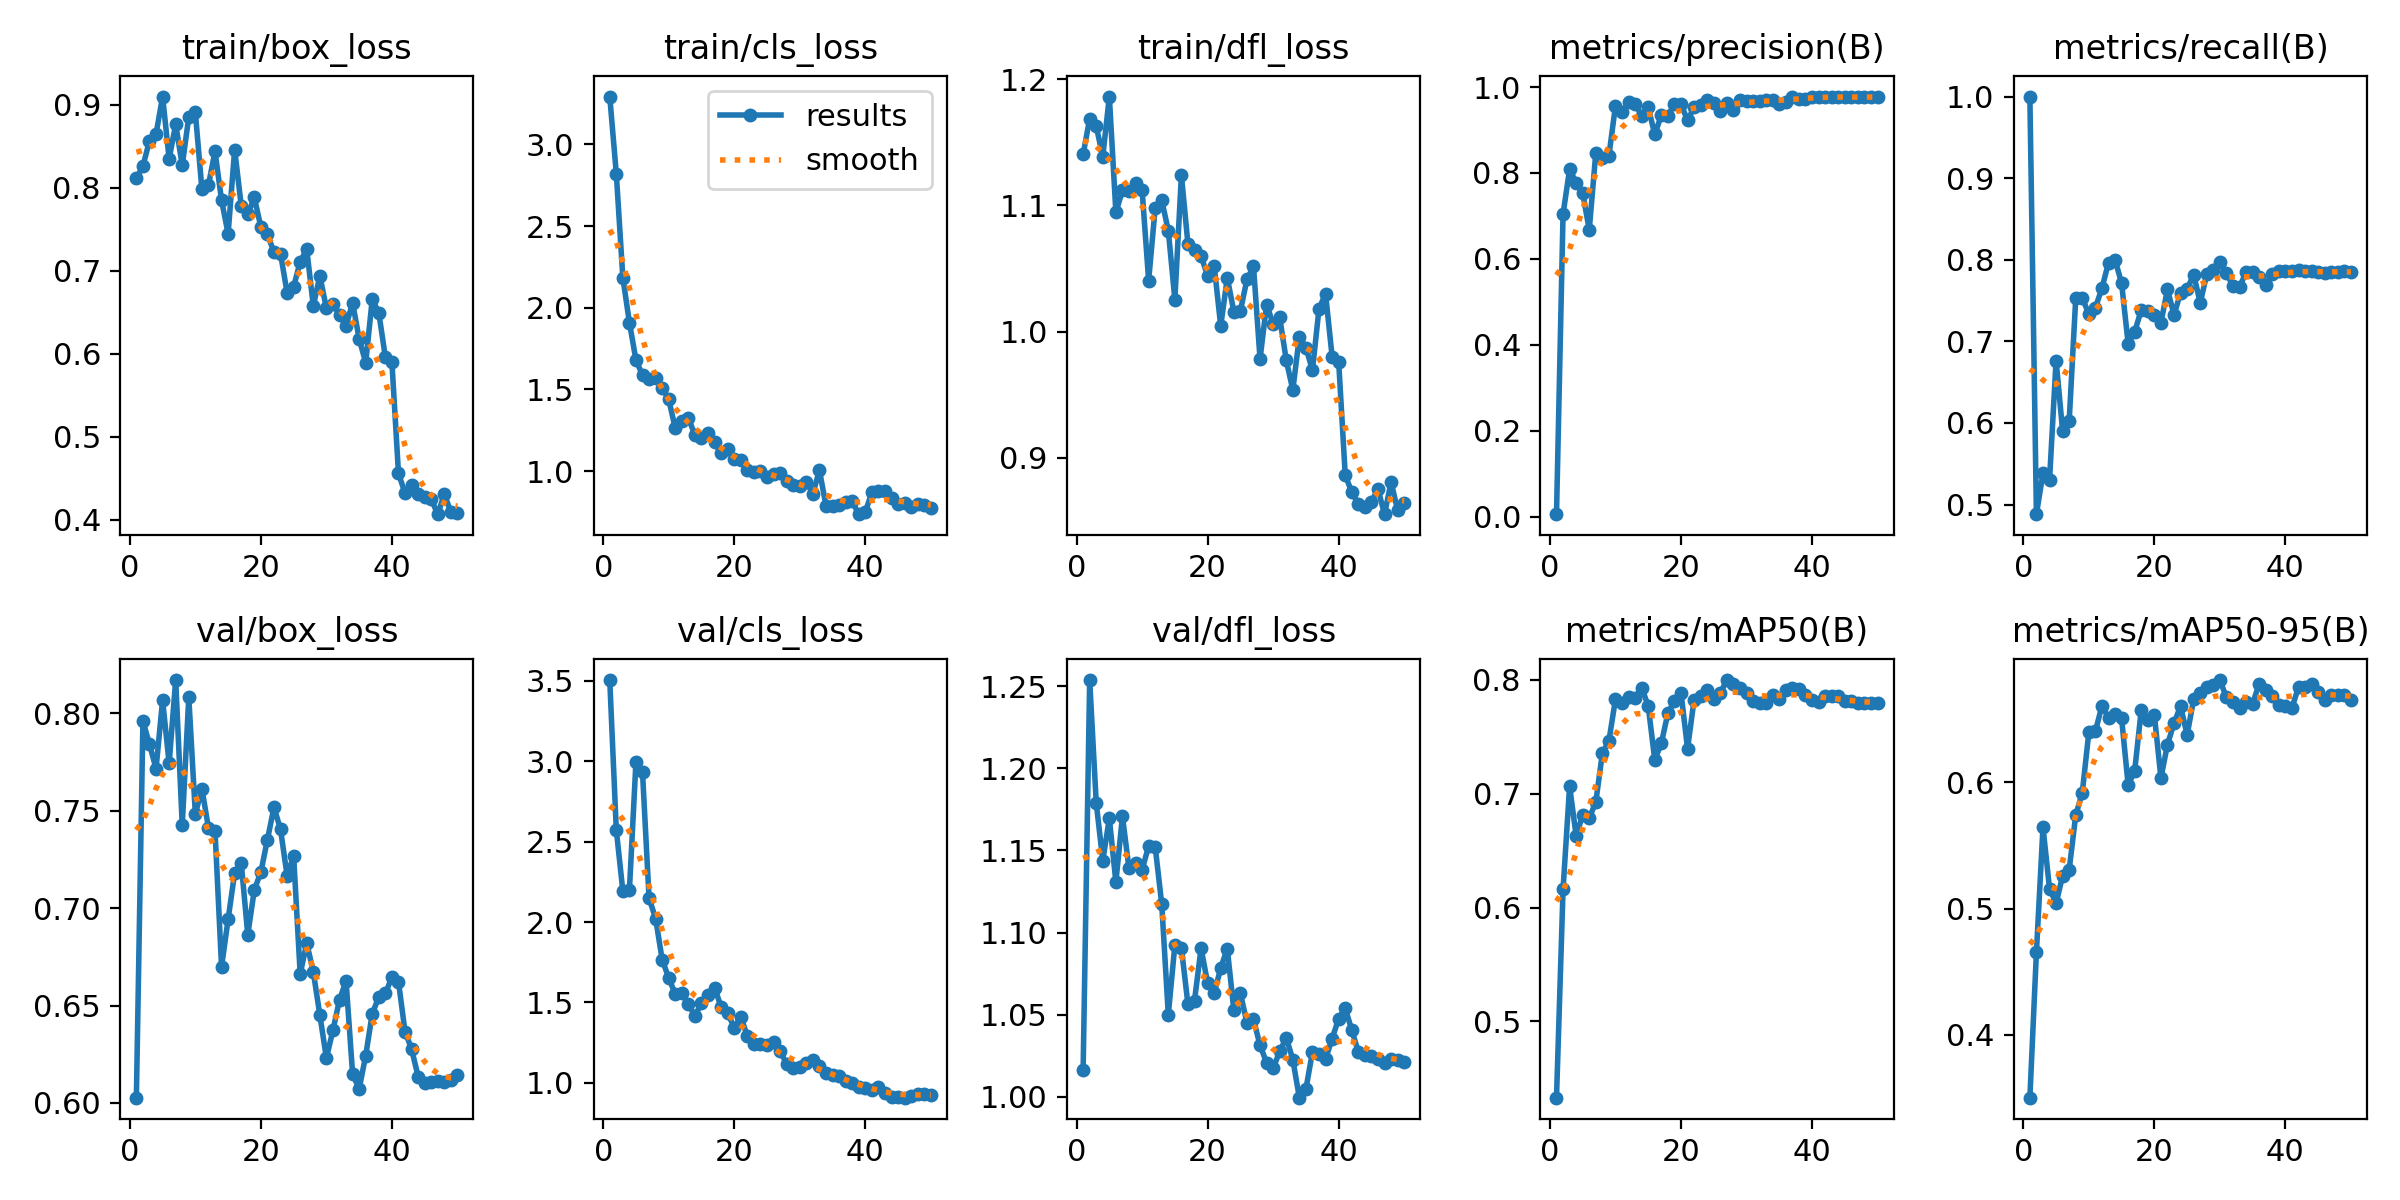 train/box_loss
0.9
0.8
0.7
0.6
0.5
0.4
0 20 40
train/cls_loss
results
smooth
3.0
2.5
2.0
1.5
1.0
0 20 40
train/dfl_loss
1.2
1.1
1.0
0.9
0 20 40
metrics/precision(B)
1.0
0.8
0.6
0.4
0.2
0.0
0 20 40
metrics/recall(B)
1.0
0.9
0.8
0.7
0.6
0.5
0 20 40
val/box_loss
0.80
0.75
0.70
0.65
0.60
0 20 40
val/cls_loss
3.5
3.0
2.5
2.0
1.5
1.0
0 20 40
val/dfl_loss
1.25
1.20
1.15
1.10
1.05
1.00
0 20 40
metrics/mAP50(B)
0.8
0.7
0.6
0.5
0 20 40
metrics/mAP50-95(B)
0.6
0.5
0.4
0 20 40